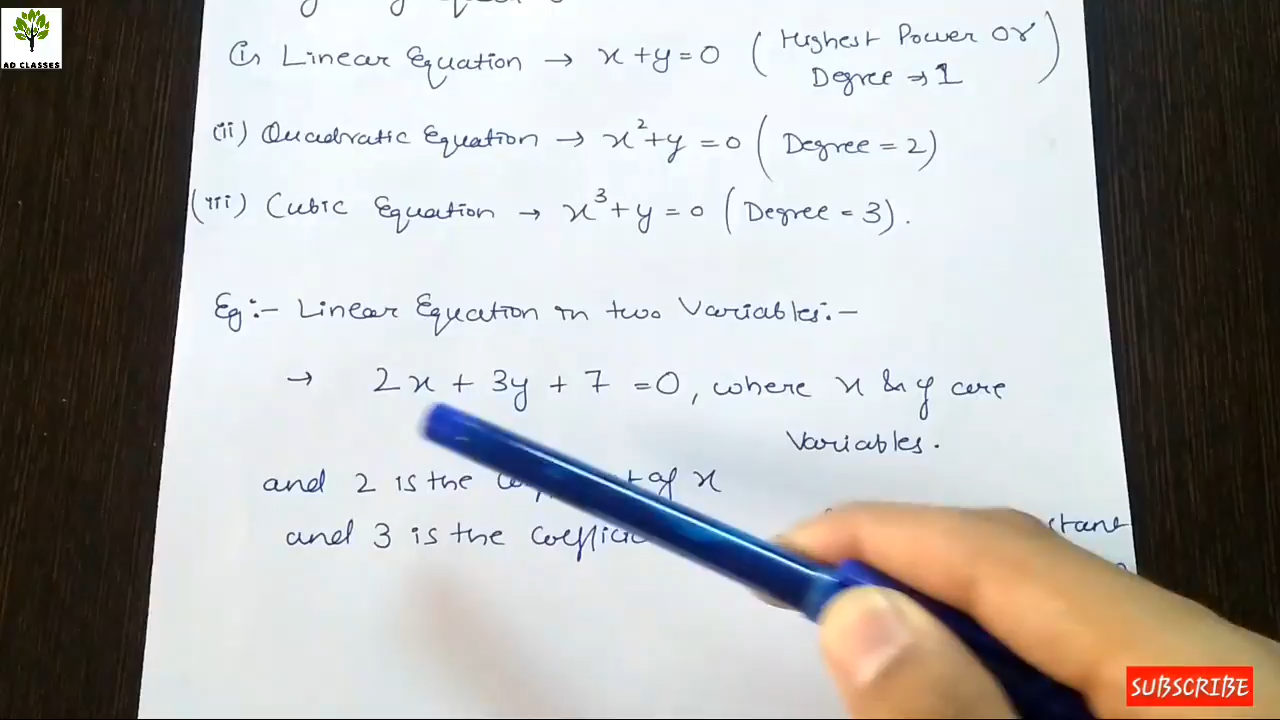 AD CLASSES
(i) Linear Equation → x + y = 0 ( Highest Power or
Degree ⇒ 1 )
(ii) Quadratic Equation → x² + y = 0 ( Degree = 2 )
(iii) Cubic Equation → x³ + y = 0 ( Degree = 3 ) .
Eg :- Linear Equation in two Variables :-
→ 2x + 3y + 7 = 0 , where x & y are
Variables .
and 2 is the of x
and 3 is the
SUBSCRIBE